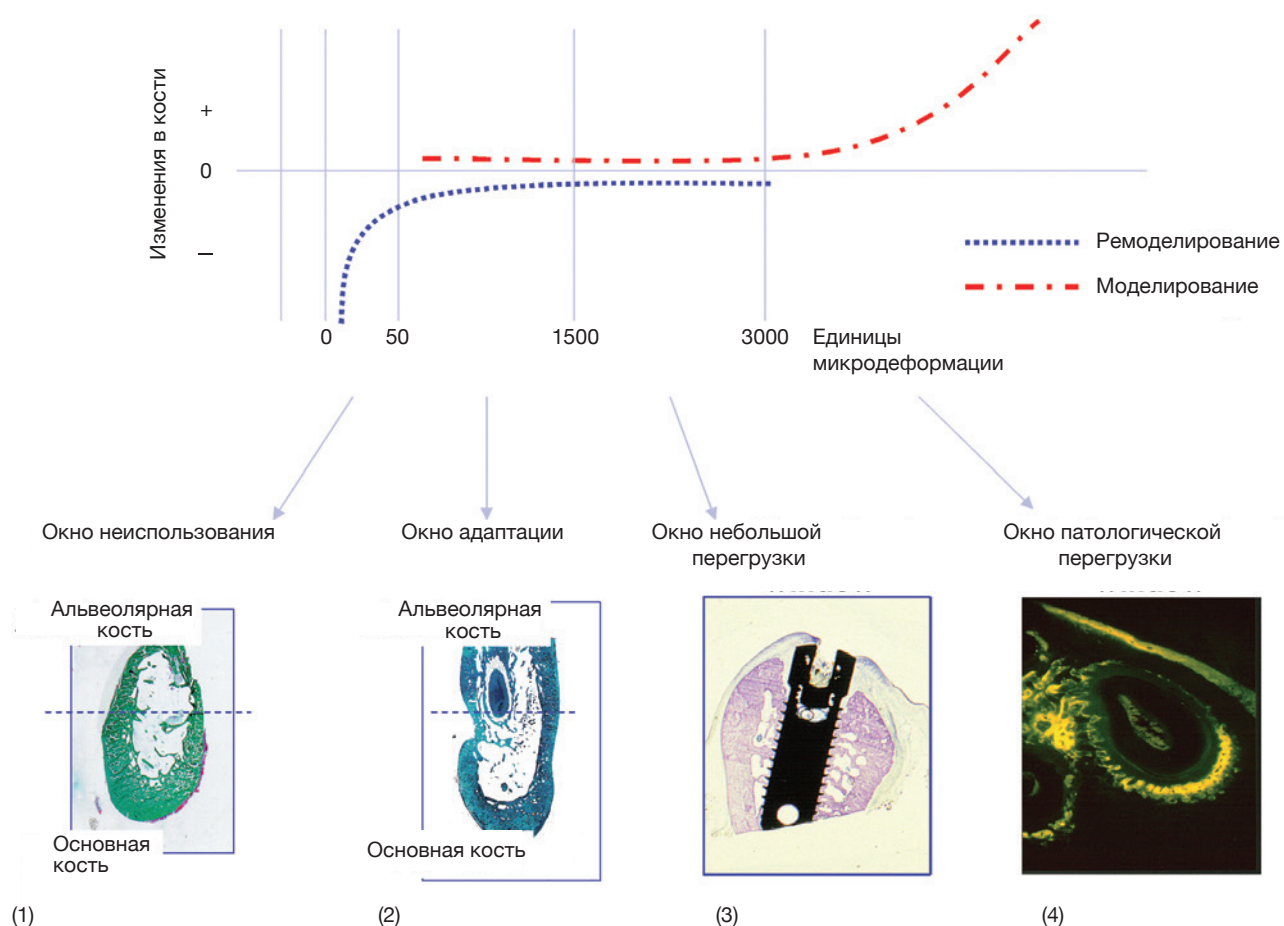 Изменения в кости
+
0
–
Ремоделирование
Моделирование
0
50
1500
3000
Единицы
микродеформации
Окно неиспользования
Окно адаптации
Окно небольшой
перегрузки
Окно патологической
перегрузки
Альвеолярная
кость
Основная
кость
Альвеолярная
кость
Основная кость
(1)
(2)
(3)
(4)